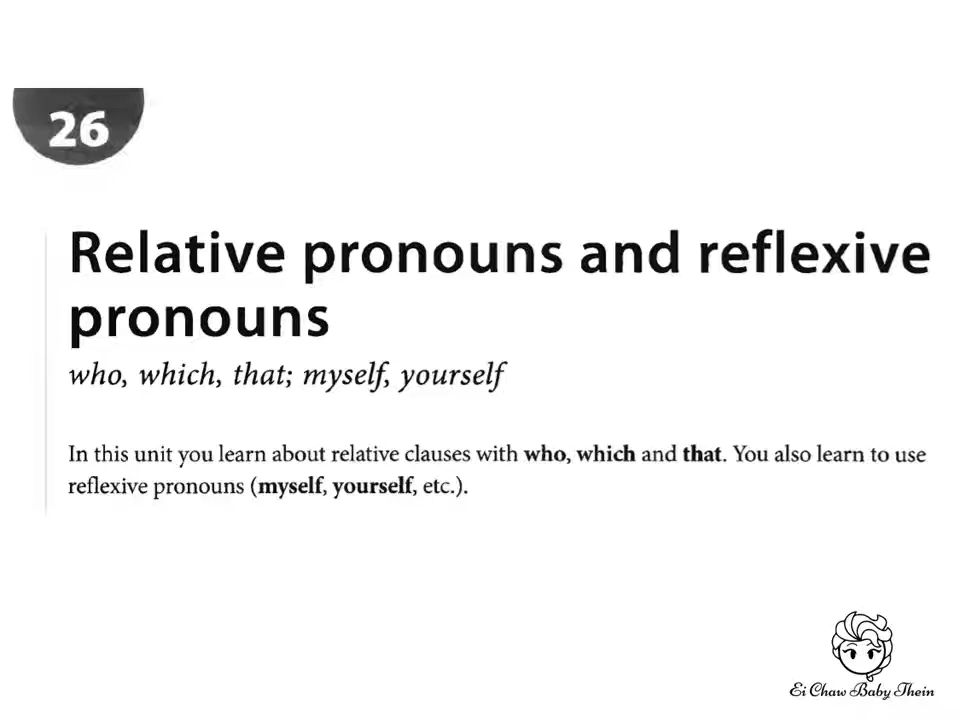 26
Relative pronouns and reflexive
pronouns
who, which, that; myself, yourself
In this unit you learn about relative clauses with who, which and that. You also learn to use
reflexive pronouns (myself, yourself, etc.).
Ei Chaw Baby Thein